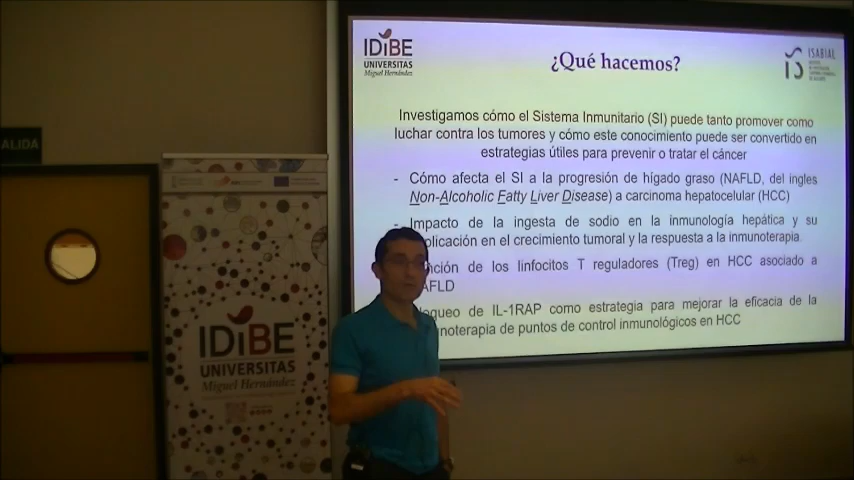 IDiBE
UNIVERSITAS
Miguel Hernández
¿Qué hacemos?
ISABIAL
Investigamos cómo el Sistema Inmunitario (SI) puede tanto promover como
luchar contra los tumores y cómo este conocimiento puede ser convertido en
estrategias útiles para prevenir o tratar el cáncer
- Cómo afecta el SI a la progresión de hígado graso (NAFLD, del ingles
Non-Alcoholic Fatty Liver Disease) a carcinoma hepatocelular (HCC)
- Impacto de la ingesta de sodio en la inmunología hepática y su
plicación en el crecimiento tumoral y la respuesta a la inmunoterapia.
nción de los linfocitos T reguladores (Treg) en HCC asociado a
AFLD
oqueo de IL-1RAP como estrategia para mejorar la eficacia de la
noterapia de puntos de control inmunológicos en HCC
ALIDA
IDiBE
UNIVERSITAS
Miguel Hernández